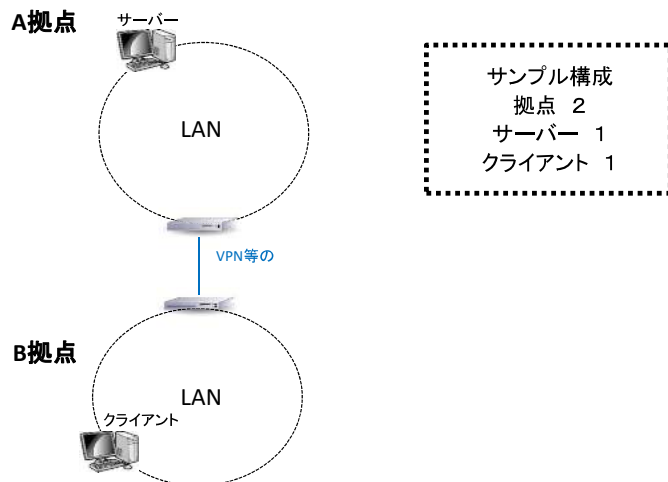 A拠点
サーバー
LAN
サンプル構成
拠点 2
サーバー 1
クライアント 1
VPN等の
B拠点
LAN
クライアント